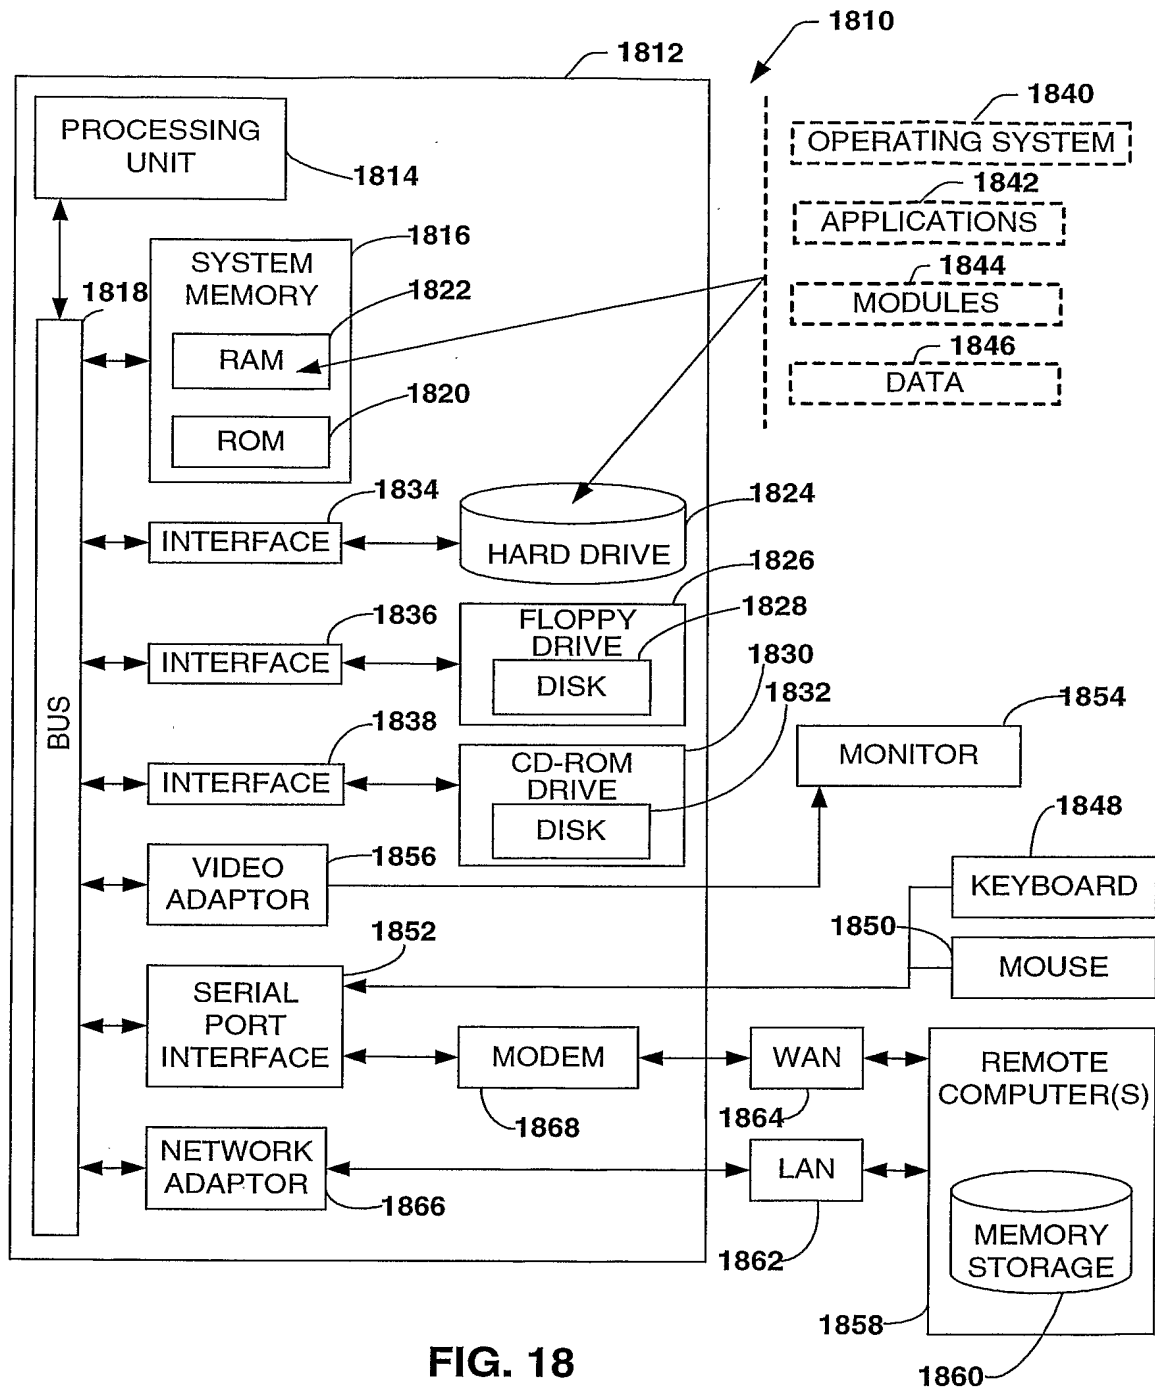 1810
1812
PROCESSING
UNIT
1814
1840
OPERATING SYSTEM
1842
APPLICATIONS
1844
MODULES
1846
DATA
1816
SYSTEM
MEMORY
1818
1822
RAM
1820
ROM
1834
INTERFACE
1824
HARD DRIVE
1826
1836
INTERFACE
FLOPPY
DRIVE
1828
DISK
1830
1832
BUS
1838
INTERFACE
CD-ROM
DRIVE
DISK
1854
MONITOR
1848
KEYBOARD
1850
MOUSE
1856
VIDEO
ADAPTOR
1852
SERIAL
PORT
INTERFACE
MODEM
1868
WAN
1864
REMOTE
COMPUTER(S)
NETWORK
ADAPTOR
1866
LAN
1862
MEMORY
STORAGE
1858
1860
FIG. 18